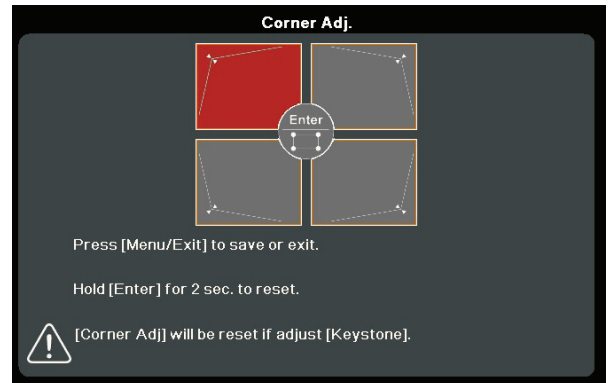 Corner Adj.
Enter
Press [Menu/Exit] to save or exit.
Hold [Enter] for 2 sec. to reset.
[Corner Adj] will be reset if adjust [Keystone].